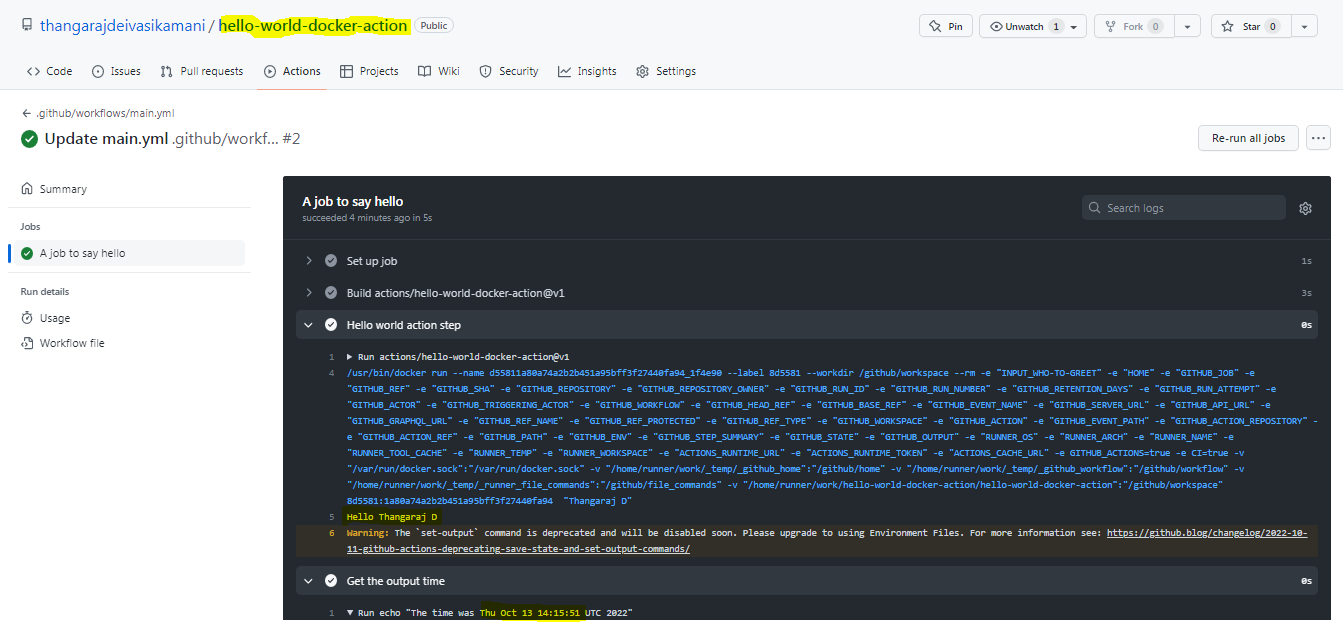 thangarajdeivasikamani / hello-world-docker-action Public
Pin Unwatch 1 Fork 0 Star 0
Code Issues Pull requests Actions Projects Wiki Security Insights Settings
.github/workflows/main.yml
Update main.yml .github/workf... #2
Re-run all jobs
Summary
Jobs
A job to say hello
Run details
Usage
Workflow file
A job to say hello
succeeded 4 minutes ago in 5s
Search logs
Set up job 1s
Build actions/hello-world-docker-action@v1 3s
Hello world action step 0s
1 Run actions/hello-world-docker-action@v1
4 /usr/bin/docker run --name d55811a80a74a2b2b451a95bff3f27440fa94_1f4e90 --label 8d5581 --workdir /github/workspace --rm -e "INPUT_WHO-TO-GREET" -e "HOME" -e "GITHUB_JOB" -e
"GITHUB_REF" -e "GITHUB_SHA" -e "GITHUB_REPOSITORY" -e "GITHUB_REPOSITORY_OWNER" -e "GITHUB_RUN_ID" -e "GITHUB_RUN_NUMBER" -e "GITHUB_RETENTION_DAYS" -e "GITHUB_RUN_ATTEMPT" -e
"GITHUB_ACTOR" -e "GITHUB_TRIGGERING_ACTOR" -e "GITHUB_WORKFLOW" -e "GITHUB_HEAD_REF" -e "GITHUB_BASE_REF" -e "GITHUB_EVENT_NAME" -e "GITHUB_SERVER_URL" -e "GITHUB_API_URL" -e
"GITHUB_GRAPHQL_URL" -e "GITHUB_REF_NAME" -e "GITHUB_REF_PROTECTED" -e "GITHUB_REF_TYPE" -e "GITHUB_WORKSPACE" -e "GITHUB_ACTION" -e "GITHUB_EVENT_PATH" -e "GITHUB_ACTION_REPOSITORY" -
e "GITHUB_ACTION_REF" -e "GITHUB_PATH" -e "GITHUB_ENV" -e "GITHUB_STEP_SUMMARY" -e "GITHUB_STATE" -e "GITHUB_OUTPUT" -e "RUNNER_OS" -e "RUNNER_ARCH" -e "RUNNER_NAME" -e
"RUNNER_TOOL_CACHE" -e "RUNNER_TEMP" -e "RUNNER_WORKSPACE" -e "ACTIONS_RUNTIME_URL" -e "ACTIONS_RUNTIME_TOKEN" -e "ACTIONS_CACHE_URL" -e GITHUB_ACTIONS=true -e CI=true -v
"/var/run/docker.sock":"/var/run/docker.sock" -v "/home/runner/work/_temp/_github_home":"/github/home" -v "/home/runner/work/_temp/_github_workflow":"/github/workflow" -v
"/home/runner/work/_temp/_runner_file_commands":"/github/file_commands" -v "/home/runner/work/hello-world-docker-action/hello-world-docker-action":"/github/workspace"
8d5581:1a80a74a2b2b451a95bff3f27440fa94 "Thangaraj D"
5 Hello Thangaraj D
6 Warning: The `set-output` command is deprecated and will be disabled soon. Please upgrade to using Environment Files. For more information see: https://github.blog/changelog/2022-10-
11-github-actions-deprecating-save-state-and-set-output-commands/
Get the output time 0s
1 Run echo "The time was Thu Oct 13 14:15:51 UTC 2022"